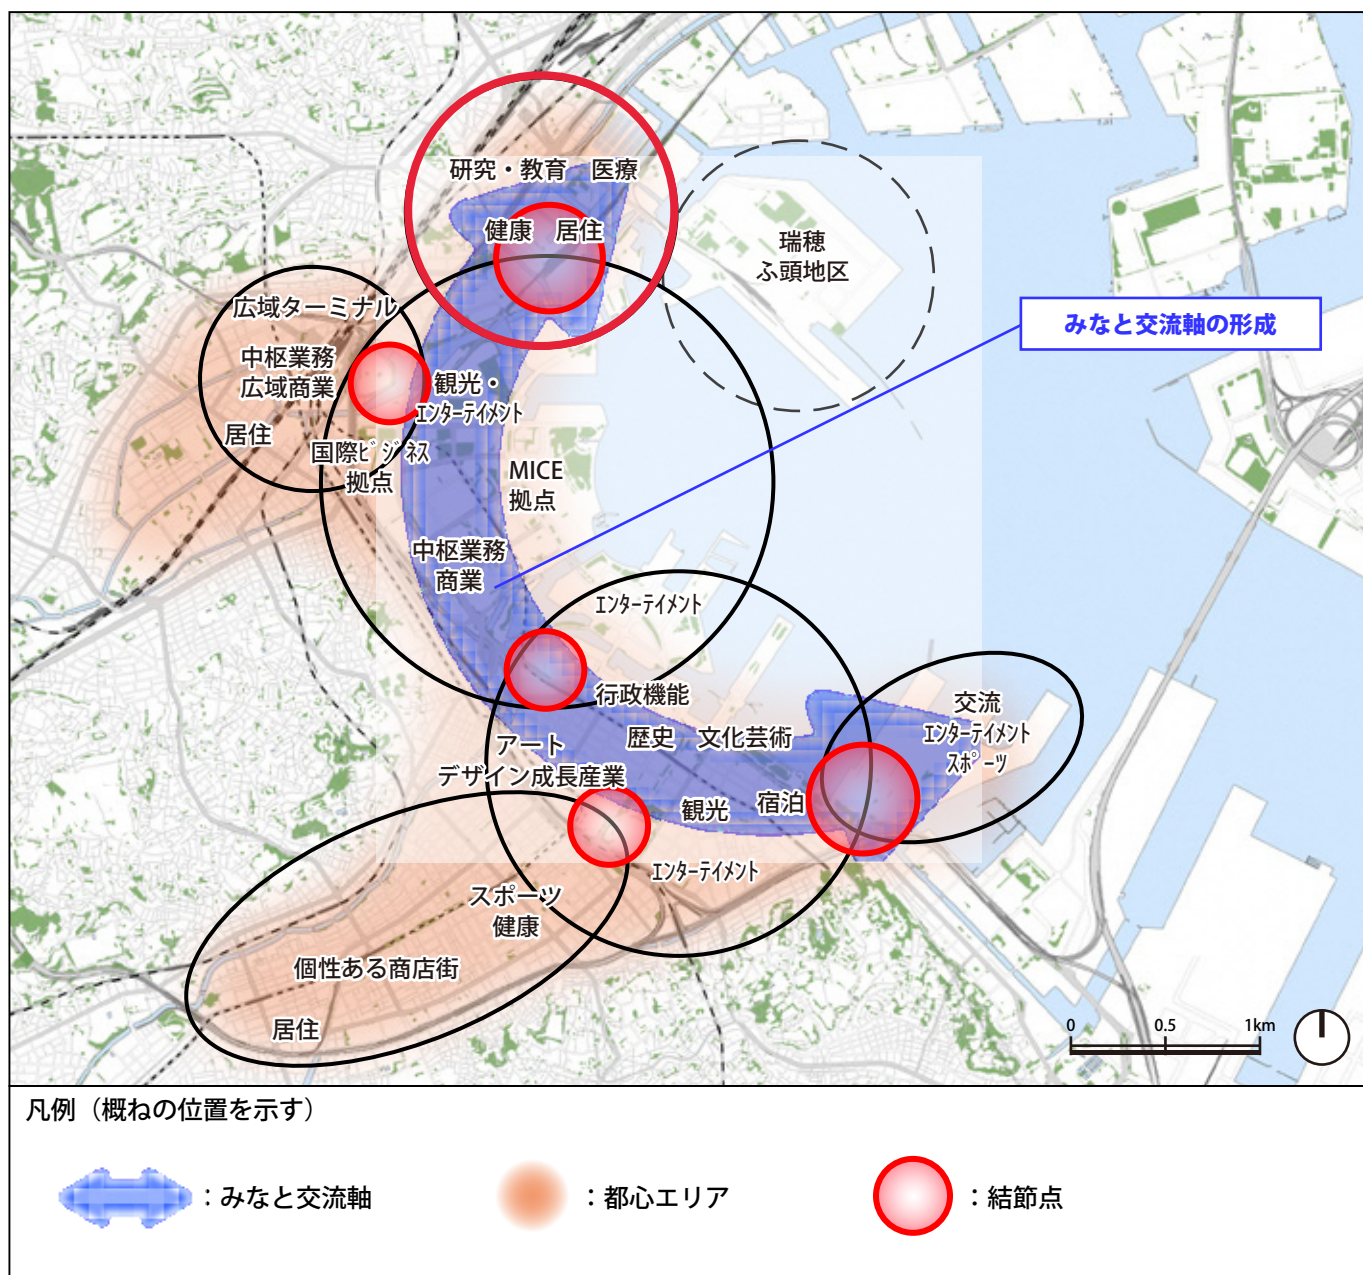 研究・教育　医療
健康　居住
瑞穂
ふ頭地区
みなと交流軸の形成
広域ターミナル
中枢業務
広域商業
居住
観光・
ｴﾝﾀｰﾃｲﾒﾝﾄ
国際ﾋﾞｼﾞﾈｽ
拠点
MICE
拠点
中枢業務
商業
ｴﾝﾀｰﾃｲﾒﾝﾄ
行政機能
アート
歴史　文化芸術
デザイン成長産業
観光　宿泊
交流
ｴﾝﾀｰﾃｲﾒﾝﾄ
ｽﾎﾟｰﾂ
ｴﾝﾀｰﾃｲﾒﾝﾄ
スポーツ
健康
個性ある商店街
居住
0　0.5　1km
凡例（概ねの位置を示す）
：みなと交流軸　：都心エリア　：結節点